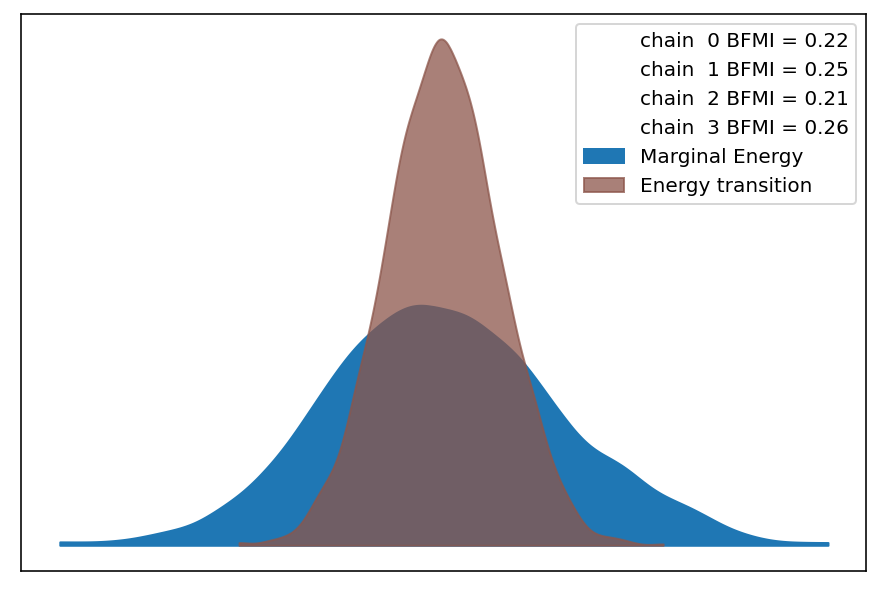 chain  0 BFMI = 0.22
chain  1 BFMI = 0.25
chain  2 BFMI = 0.21
chain  3 BFMI = 0.26
Marginal Energy
Energy transition